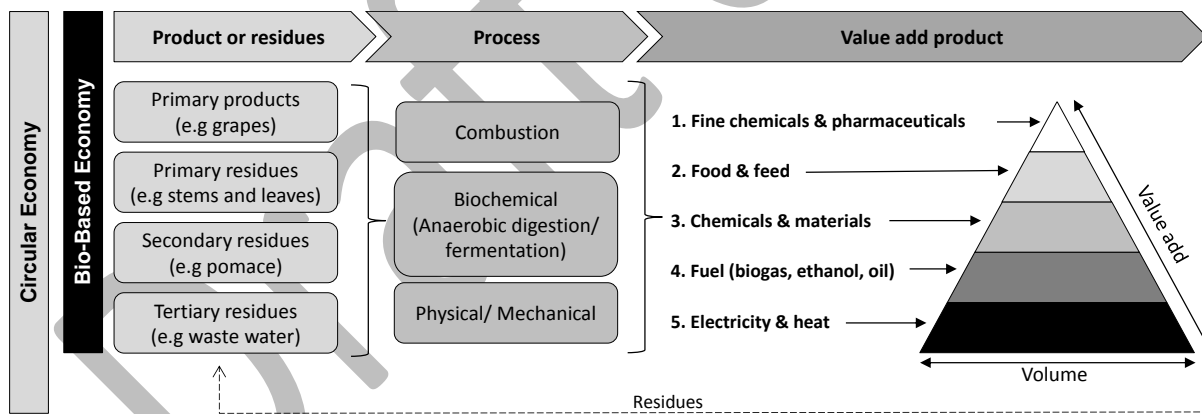 Circular Economy
Bio-Based Economy
Product or residues
Process
Value add product
Primary products
(e.g grapes)
Primary residues
(e.g stems and leaves)
Secondary residues
(e.g pomace)
Tertiary residues
(e.g waste water)
Combustion
Biochemical
(Anaerobic digestion/
fermentation)
Physical/ Mechanical
1. Fine chemicals & pharmaceuticals
2. Food & feed
3. Chemicals & materials
4. Fuel (biogas, ethanol, oil)
5. Electricity & heat
Value add
Volume
Residues
Draft